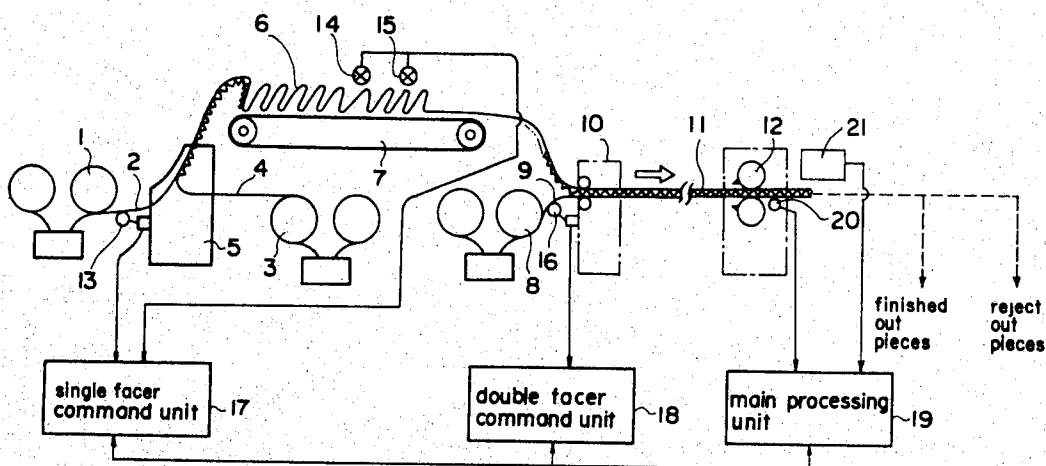 6
14
15
1
2
10
11
12
21
7
4
9
13
5
3
16
8
20
finished
out
pieces
reject
out
pieces
single facer
command unit
17
double facer
command unit
18
main processing
unit
19